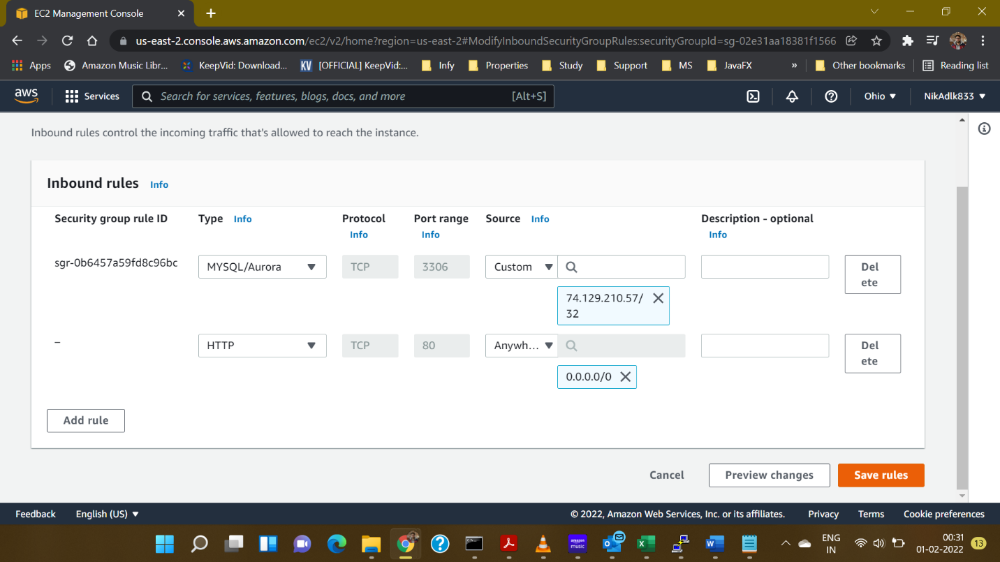 EC2 Management Console
us-east-2.console.aws.amazon.com/ec2/v2/home?region=us-east-2#ModifyInboundSecurityGroupRules:securityGroupId=sg-02e31aa18381f1566
Apps Amazon Music Libr... KeepVid: Download... KV [OFFICIAL] KeepVid:... Infy Properties Study Support MS JavaFX » Other bookmarks Reading list
aws Services Search for services, features, blogs, docs, and more [Alt+S] Ohio NikAdlk833
Inbound rules control the incoming traffic that's allowed to reach the instance.
Inbound rules Info
Security group rule ID Type Info Protocol Port range Source Info Description - optional
Info Info Info
sgr-0b6457a59fd8c96bc MYSQL/Aurora TCP 3306 Custom Del
ete
74.129.210.57/
32
– HTTP TCP 80 Anywh... Del
ete
0.0.0.0/0
Add rule
Cancel Preview changes Save rules
Feedback English (US) © 2022, Amazon Web Services, Inc. or its affiliates. Privacy Terms Cookie preferences
amazon
music
ENG
IN
00:31
01-02-2022
13